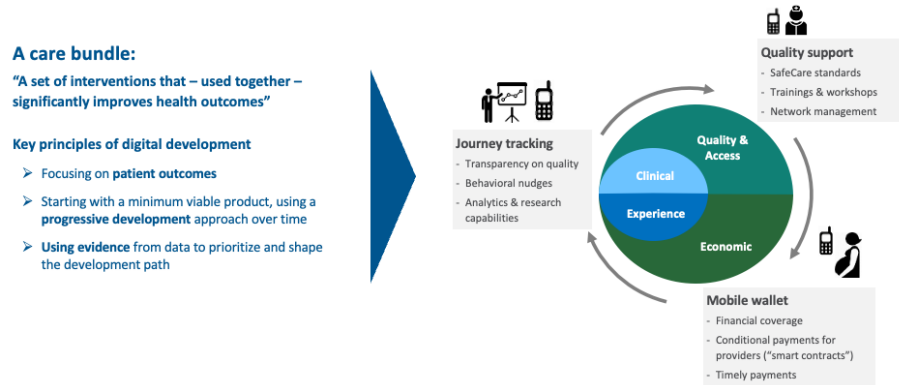 A care bundle:
“A set of interventions that – used together –
significantly improves health outcomes”
Key principles of digital development
➢ Focusing on patient outcomes
➢ Starting with a minimum viable product, using a
progressive development approach over time
➢ Using evidence from data to prioritize and shape
the development path
Journey tracking
- Transparency on quality
- Behavioral nudges
- Analytics & research
capabilities
Quality support
- SafeCare standards
- Trainings & workshops
- Network management
Quality &
Access
Clinical
Experience
Economic
Mobile wallet
- Financial coverage
- Conditional payments for
providers (“smart contracts”)
- Timely payments